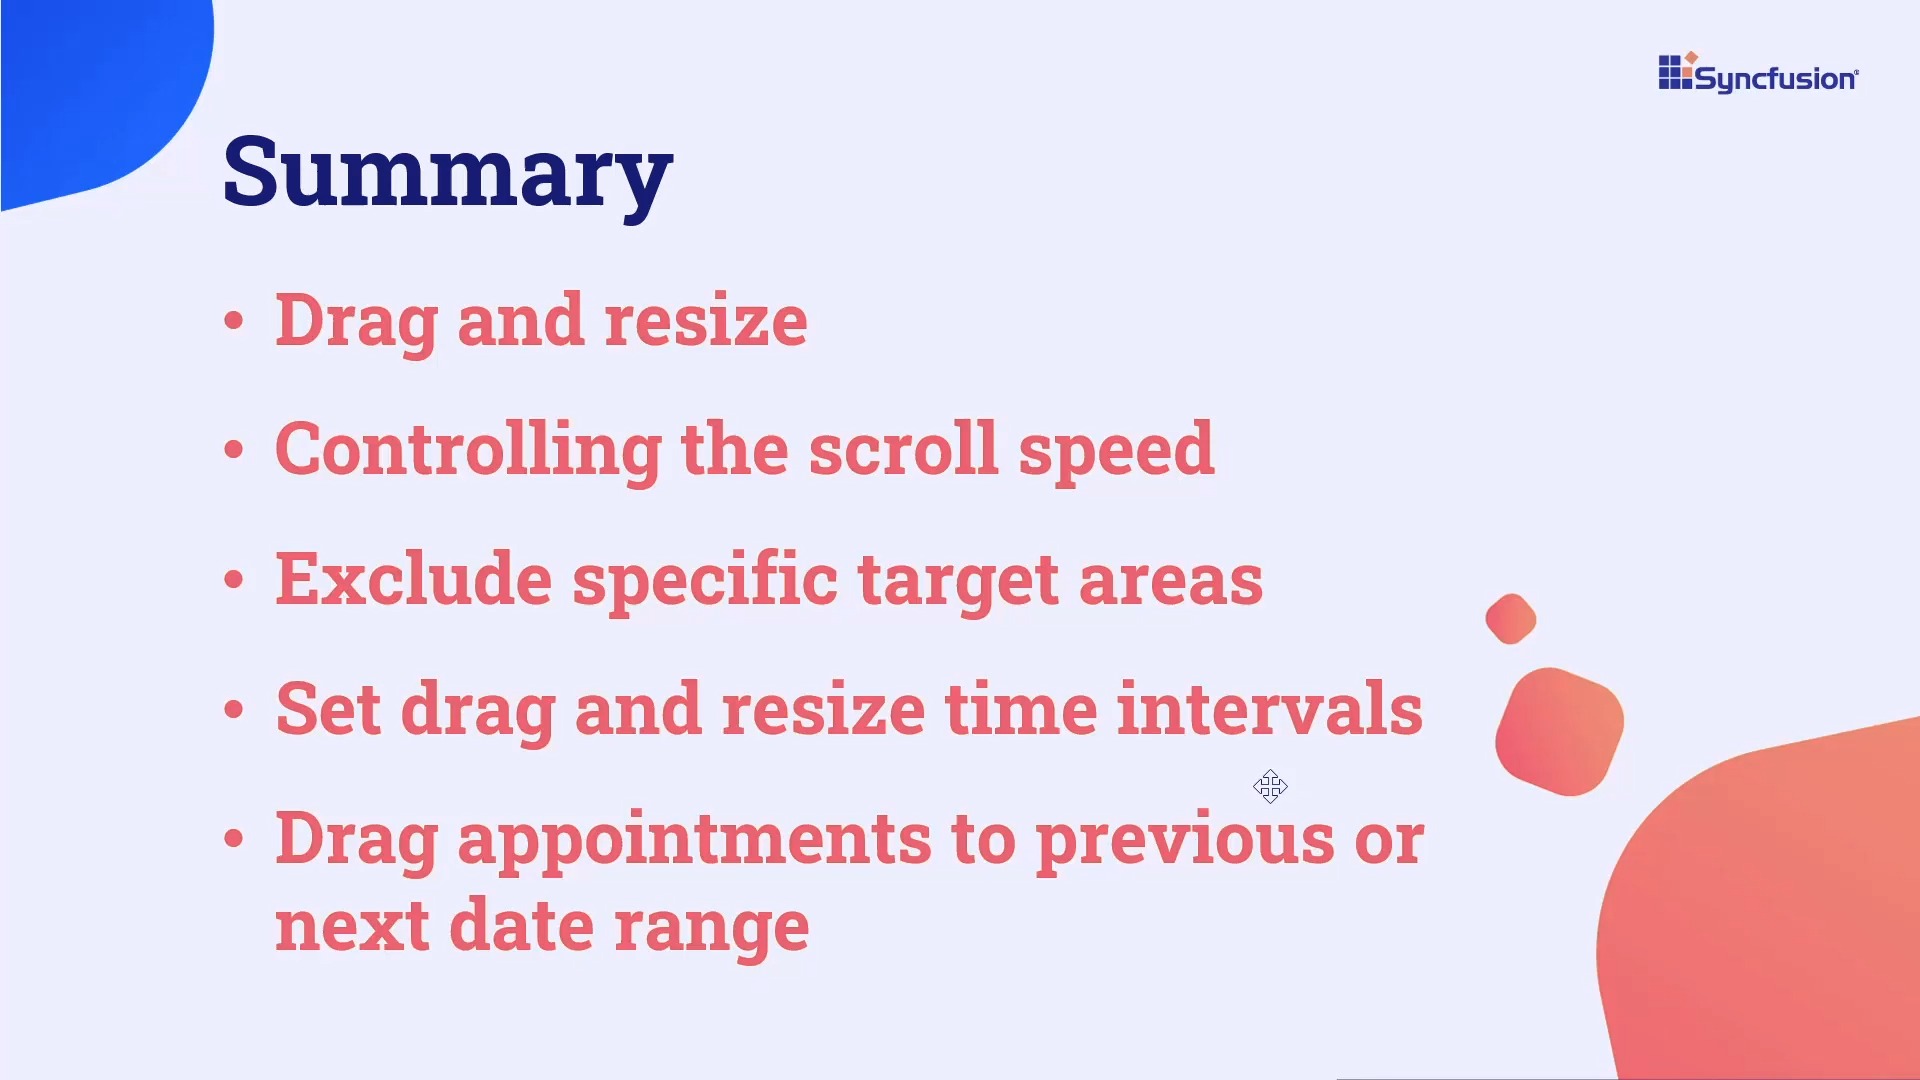 Syncfusion®
Summary
• Drag and resize
• Controlling the scroll speed
• Exclude specific target areas
• Set drag and resize time intervals
• Drag appointments to previous or
next date range